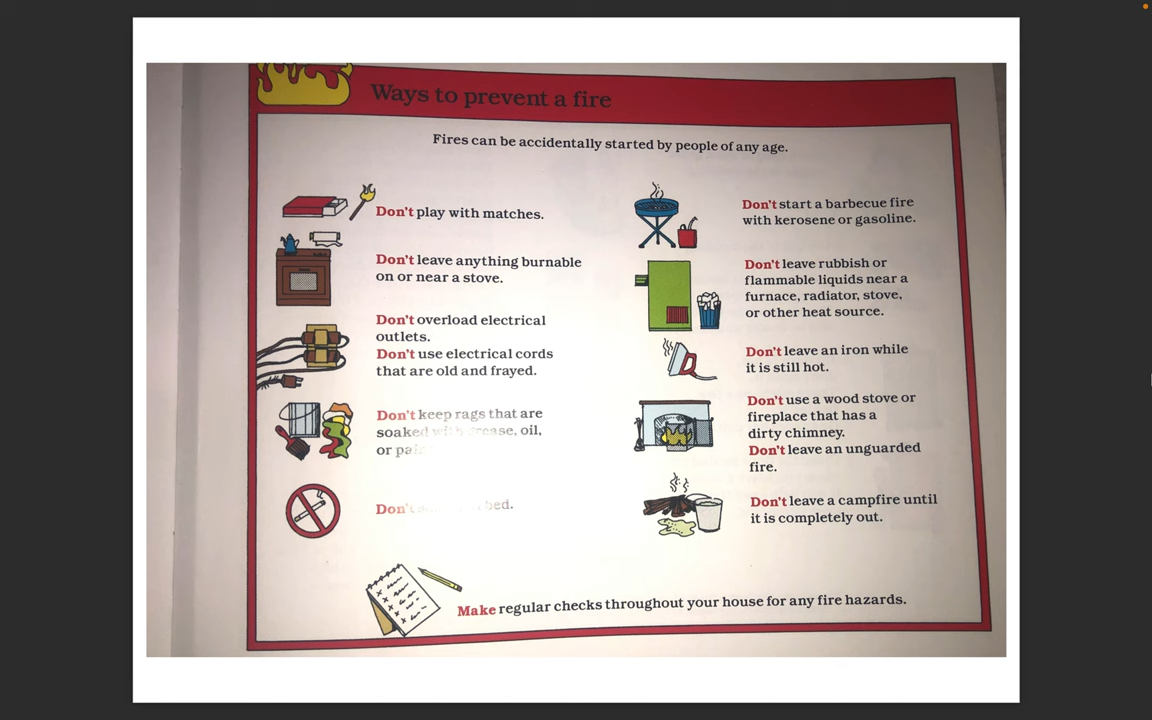 Ways to prevent a fire
Fires can be accidentally started by people of any age.
Don't play with matches.
Don't leave anything burnable
on or near a stove.
Don't overload electrical
outlets.
Don't use electrical cords
that are old and frayed.
Don't keep rags that are
soaked with grease, oil,
or
Don't bed.
Don't start a barbecue fire
with kerosene or gasoline.
Don't leave rubbish or
flammable liquids near a
furnace, radiator, stove,
or other heat source.
Don't leave an iron while
it is still hot.
Don't use a wood stove or
fireplace that has a
dirty chimney.
Don't leave an unguarded
fire.
Don't leave a campfire until
it is completely out.
Make regular checks throughout your house for any fire hazards.